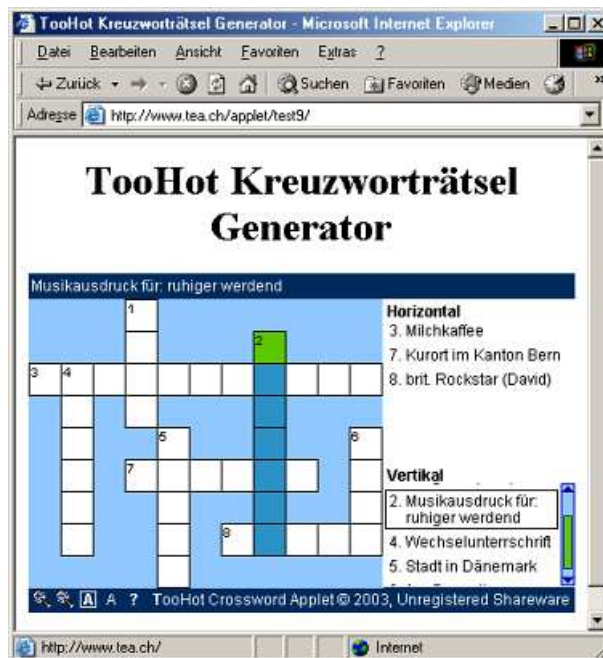 TooHot Kreuzworträtsel Generator - Microsoft Internet Explorer
Datei Bearbeiten Ansicht Favoriten Extras ?
Zurück Suchen Favoriten Medien »
Adresse http://www.tea.ch/applet/test9/
TooHot Kreuzworträtsel
Generator
Musikausdruck für: ruhiger werdend
1
2
3 4
5 6
7
8
Horizontal
3. Milchkaffee
7. Kurort im Kanton Bern
8. brit. Rockstar (David)
Vertikal
2. Musikausdruck für:
ruhiger werdend
4. Wechselunterrschrift
5. Stadt in Dänemark
A A ? TooHot Crossword Applet © 2003, Unregistered Shareware
http://www.tea.ch/ Internet